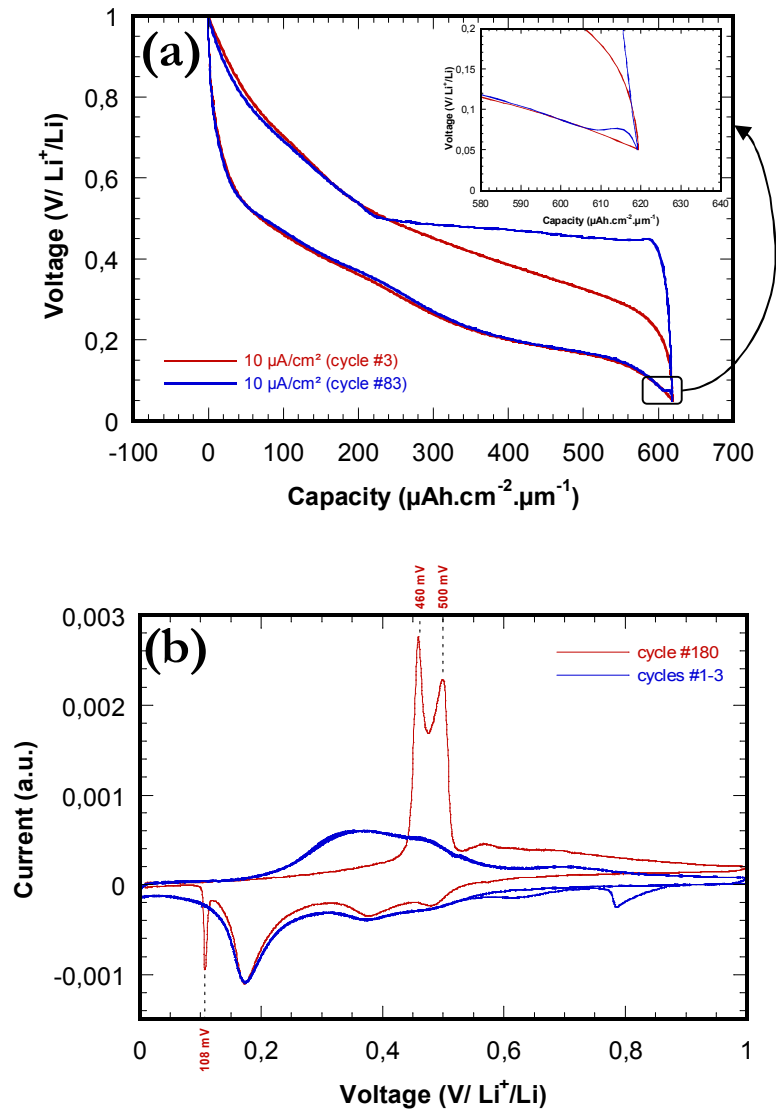 (a)
1
0,8
0,6
0,4
0,2
0
Voltage (V/ Li⁺/Li)
-100 0 100 200 300 400 500 600 700
Capacity (µAh.cm⁻².µm⁻¹)
10 µA/cm² (cycle #3)
10 µA/cm² (cycle #83)
0,2
0,15
0,1
0,05
0
Voltage (V/ Li⁺/Li)
580 590 600 610 620 630 640
Capacity (µAh.cm⁻².µm⁻¹)
460 mV
500 mV
(b)
0,003
0,002
0,001
0
-0,001
Current (a.u.)
cycle #180
cycles #1-3
108 mV
0 0,2 0,4 0,6 0,8 1
Voltage (V/ Li⁺/Li)